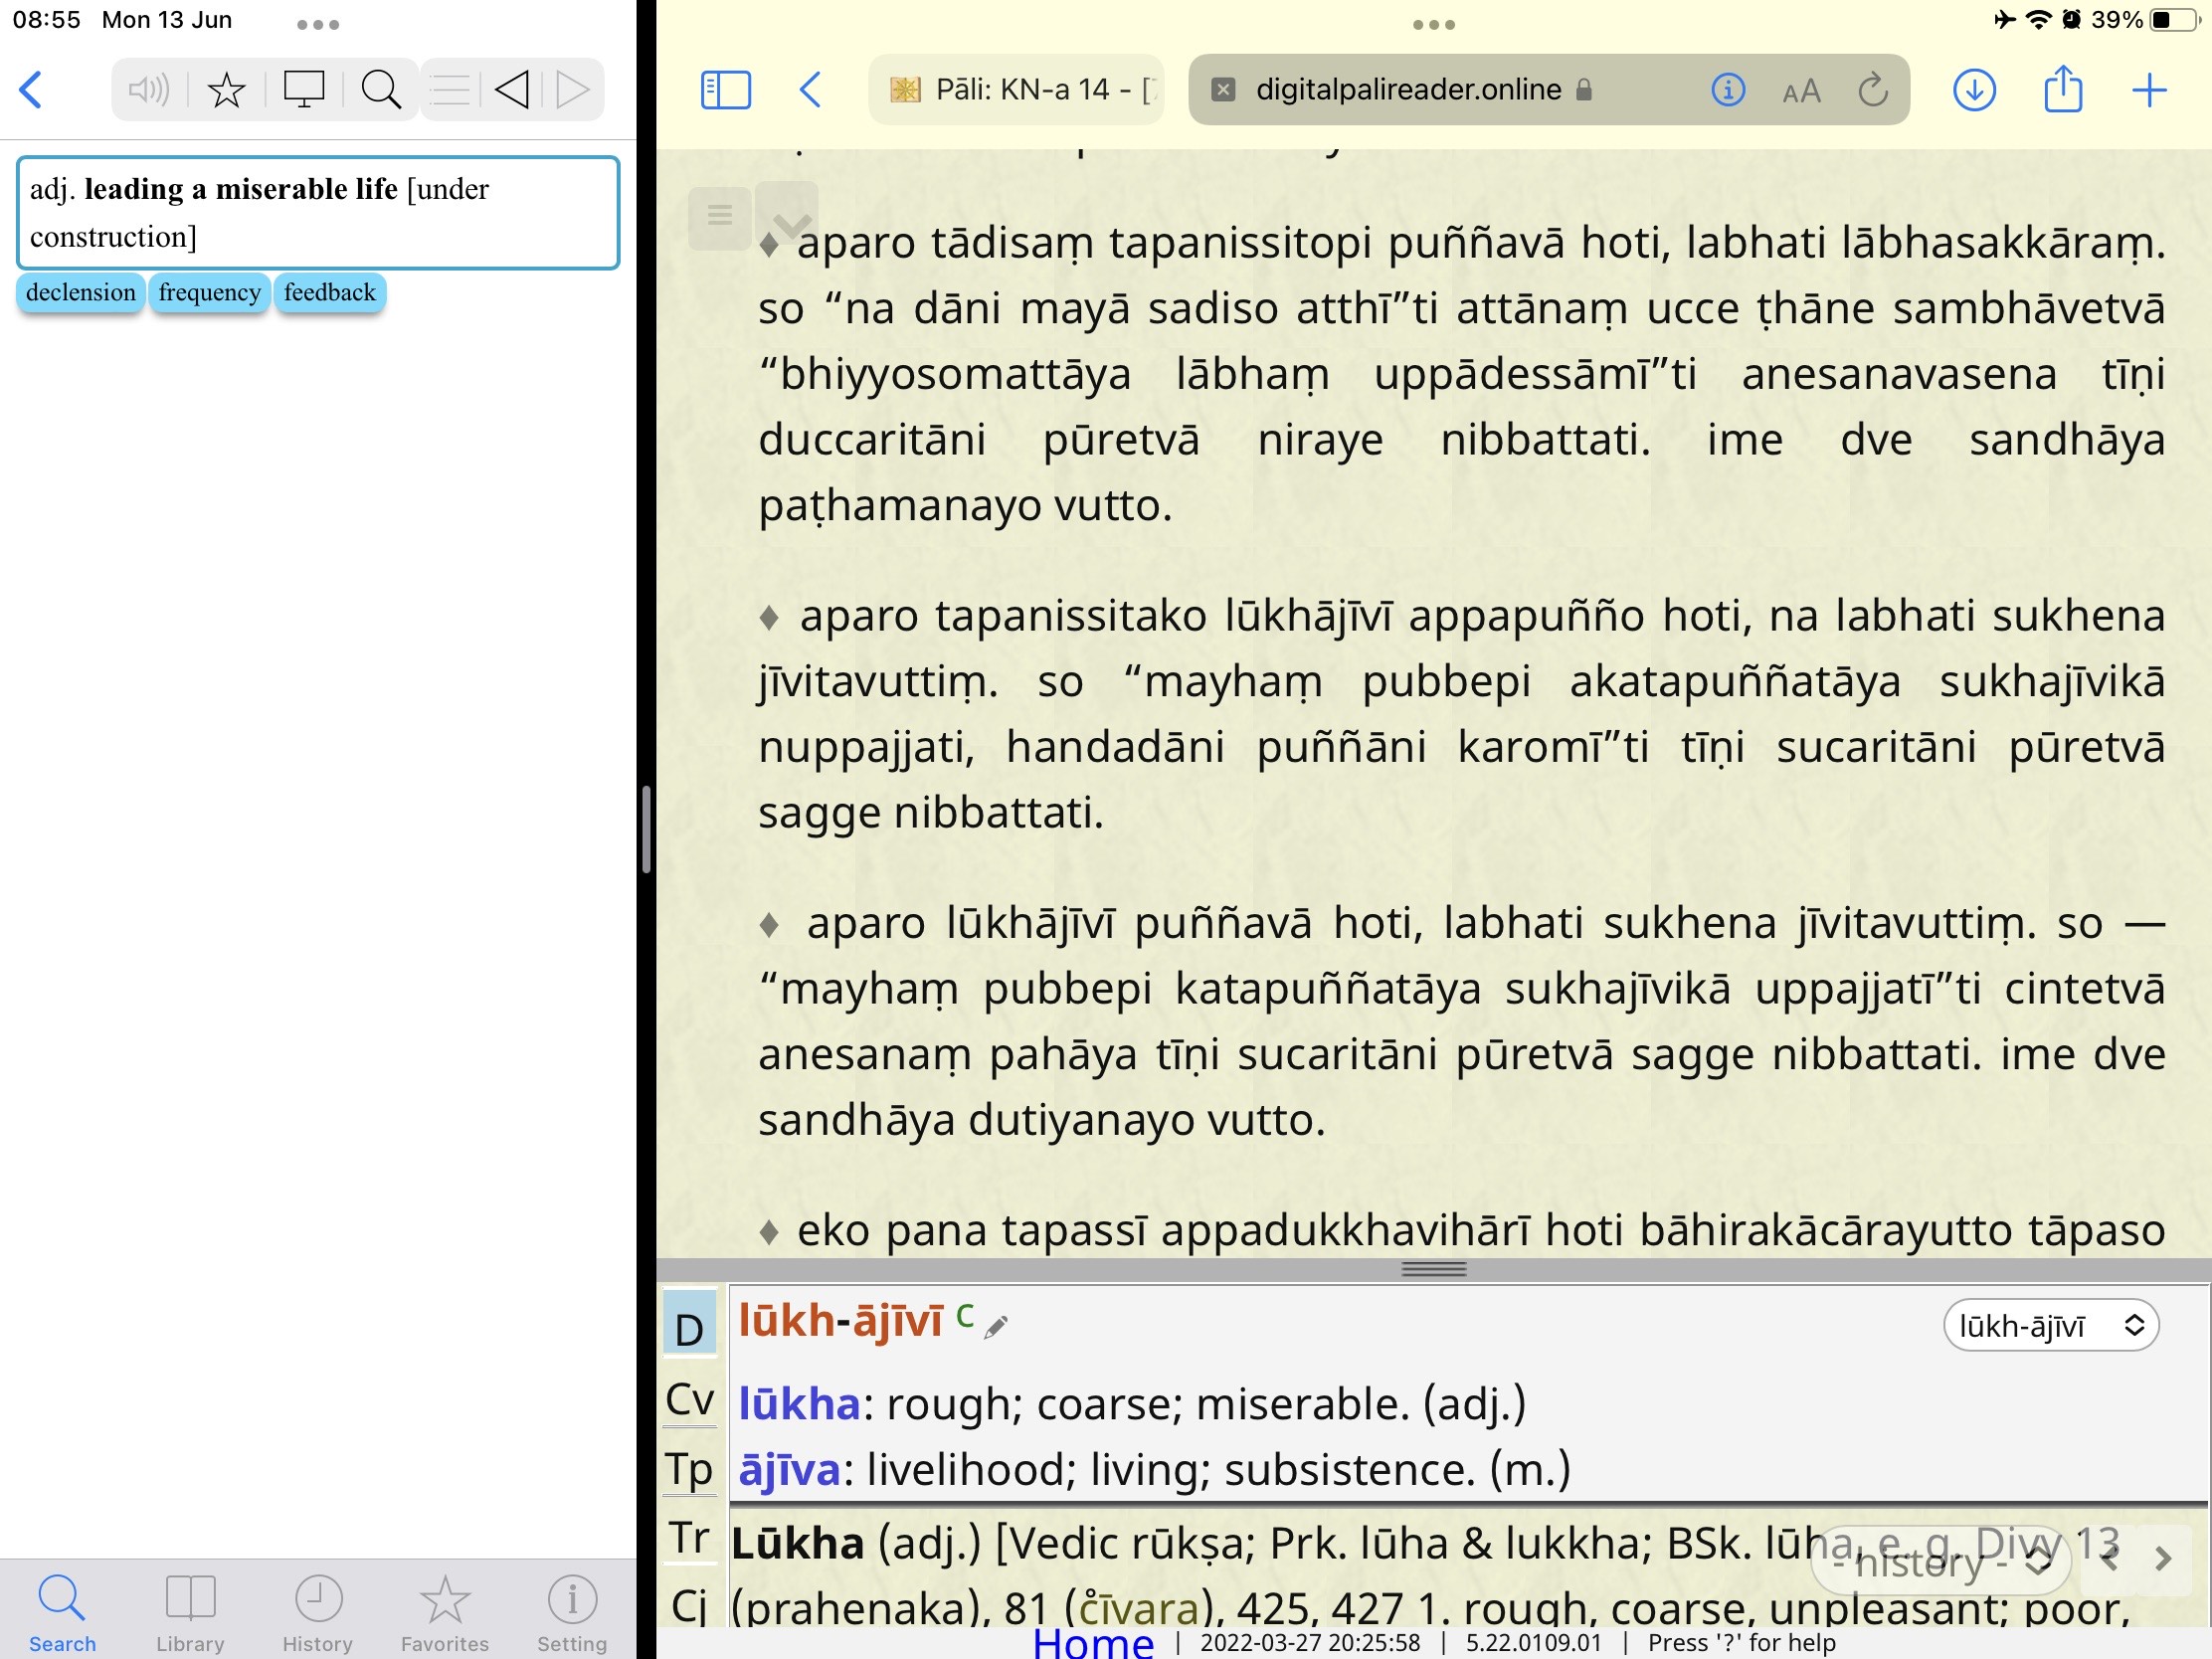 08:55 Mon 13 Jun
adj. leading a miserable life [under
construction]
declension frequency feedback
Search Library History Favorites Setting
39%
Pāli: KN-a 14 - [
digitalpalireader.online
AA
♦ aparo tādisaṃ tapanissitopi puññavā hoti, labhati lābhasakkāraṃ.
so “na dāni mayā sadiso atthī”ti attānaṃ ucce ṭhāne sambhāvetvā
“bhiyyosomattāya lābhaṃ uppādessāmī”ti anesanavasena tīṇi
duccaritāni pūretvā niraye nibbattati. ime dve sandhāya
paṭhamanayo vutto.
♦ aparo tapanissitako lūkhājīvī appapuñño hoti, na labhati sukhena
jīvitavuttiṃ. so “mayhaṃ pubbepi akatapuññatāya sukhajīvikā
nuppajjati, handadāni puññāni karomī”ti tīṇi sucaritāni pūretvā
sagge nibbattati.
♦ aparo lūkhājīvī puññavā hoti, labhati sukhena jīvitavuttiṃ. so —
“mayhaṃ pubbepi katapuññatāya sukhajīvikā uppajjatī”ti cintetvā
anesanaṃ pahāya tīṇi sucaritāni pūretvā sagge nibbattati. ime dve
sandhāya dutiyanayo vutto.
♦ eko pana tapassī appadukkhavihārī hoti bāhirakācārayutto tāpaso
D
Cv
Tp
Tr
Cj
lūkh-ājīvī C
lūkh-ājīvī
lūkha: rough; coarse; miserable. (adj.)
ājīva: livelihood; living; subsistence. (m.)
Lūkha (adj.) [Vedic rūkṣa; Prk. lūha & lukkha; BSk. lūha, e. g. Divy 13
- history -
(prahenaka), 81 (cīvara), 425, 427 1. rough, coarse, unpleasant; poor,
Home | 2022-03-27 20:25:58 | 5.22.0109.01 | Press '?' for help